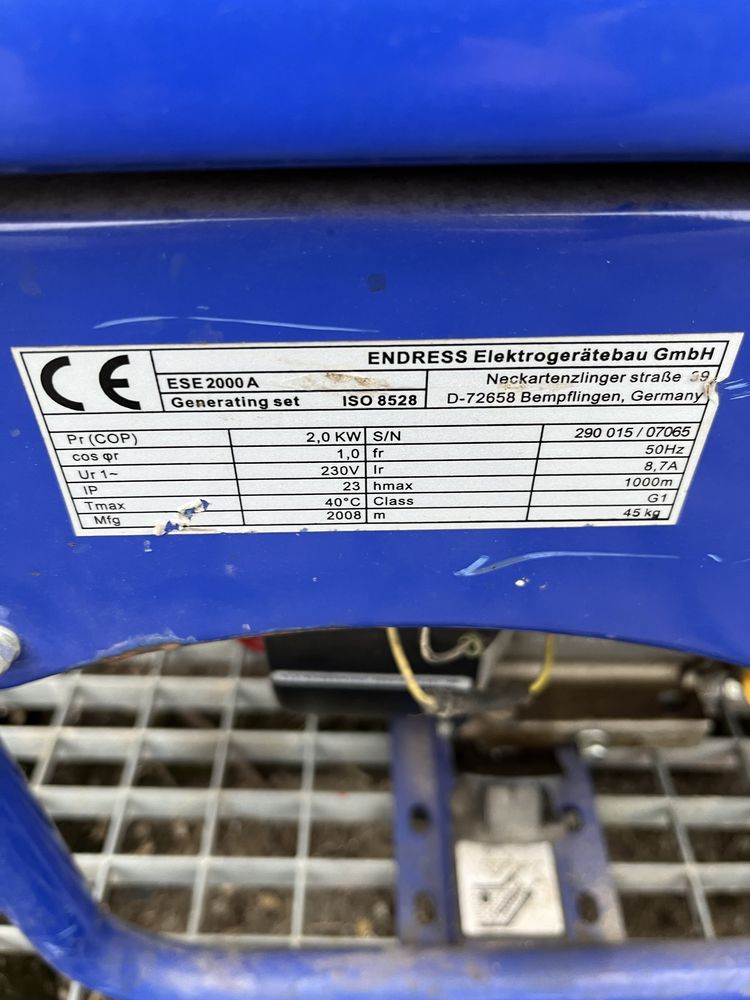 CE
ENDRESS Elektrogerätebau GmbH
ESE 2000 A
Neckartenzlinger straße 39
Generating set ISO 8528
D-72658 Bempflingen, Germany
Pr (COP) 2,0 KW S/N 290 015 / 07065
cos φr 1,0 fr 50Hz
Ur 1~ 230V Ir 8,7A
IP 23 hmax 1000m
Tmax 40°C Class G1
Mfg 2008 m 45 kg